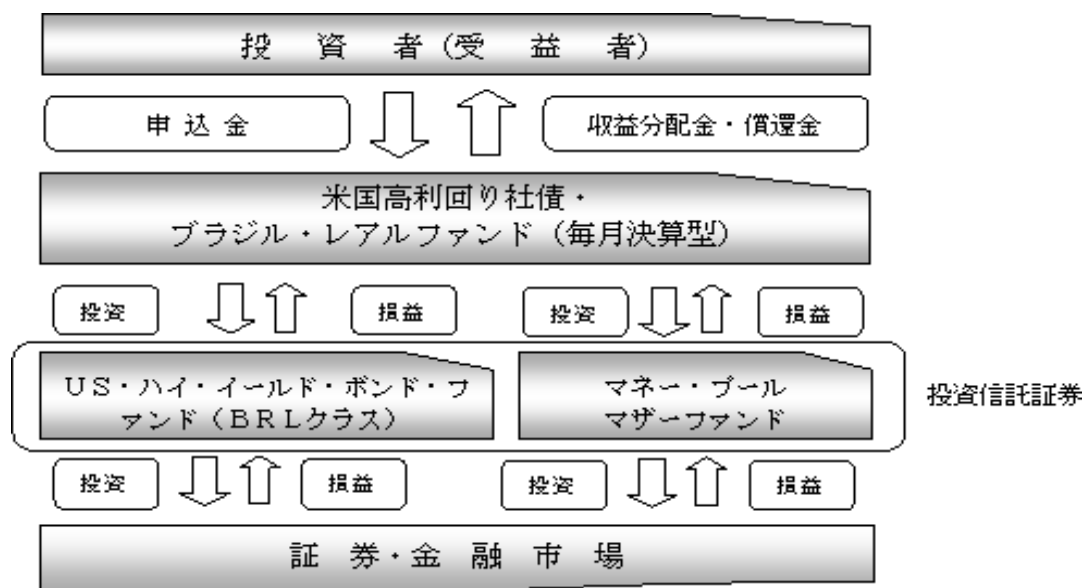 投資者(受益者)
申込金
収益分配金・償還金
米国高利回り社債・
ブラジル・レアルファンド(毎月決算型)
投資
損益
投資
損益
US・ハイ・イールド・ボンド・フ
ァンド(BRLクラス)
マネー・プール
マザーファンド
投資信託証券
投資
損益
投資
損益
証券・金融市場